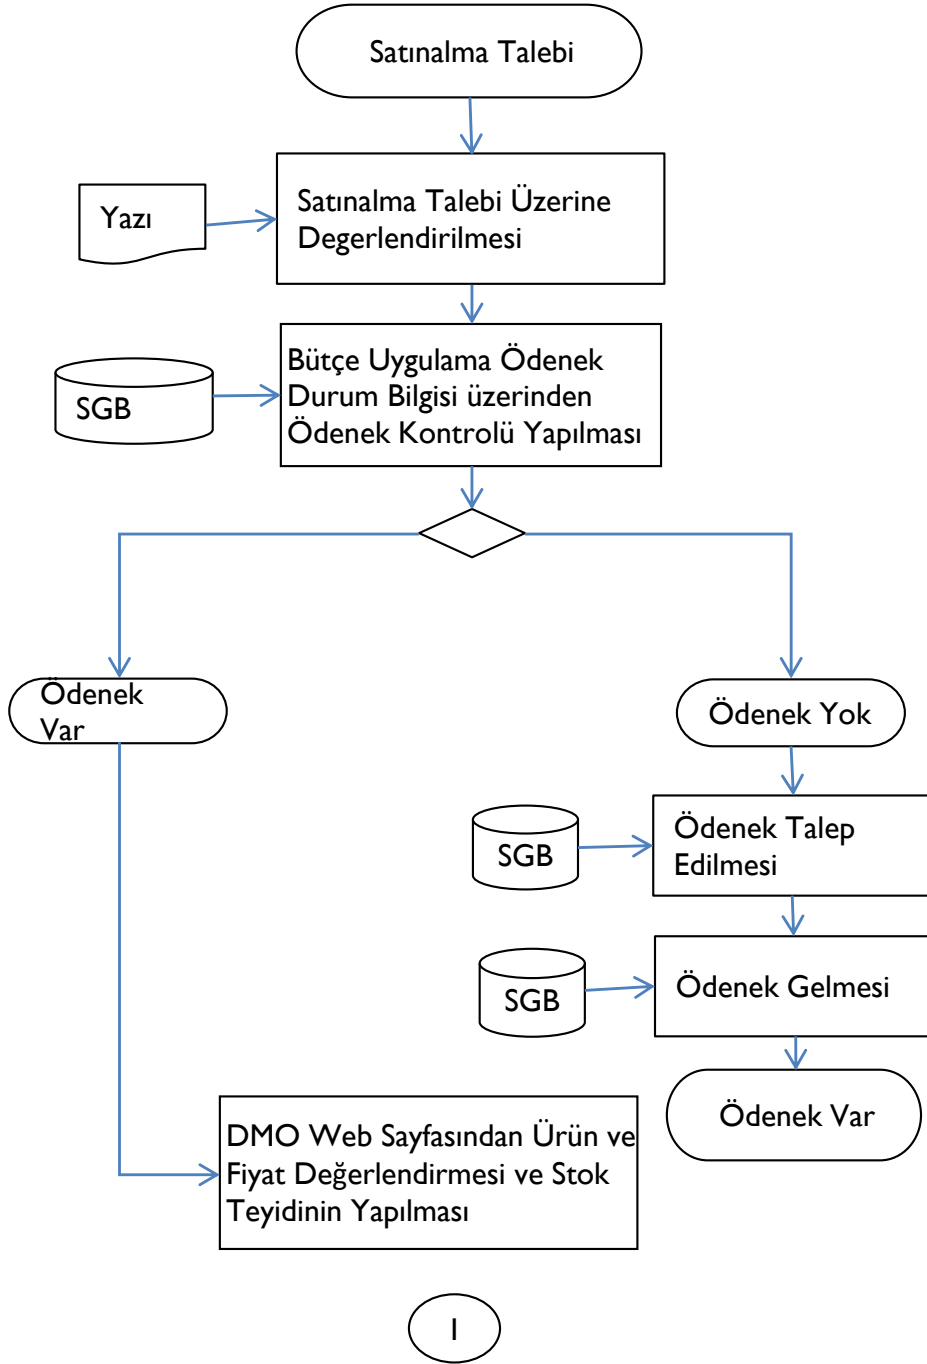 Satınalma Talebi
Yazı
Satınalma Talebi Üzerine
Degerlendirilmesi
SGB
Bütçe Uygulama Ödenek
Durum Bilgisi üzerinden
Ödenek Kontrolü Yapılması
Ödenek
Var
Ödenek Yok
SGB
Ödenek Talep
Edilmesi
SGB
Ödenek Gelmesi
Ödenek Var
DMO Web Sayfasından Ürün ve
Fiyat Değerlendirmesi ve Stok
Teyidinin Yapılması
1